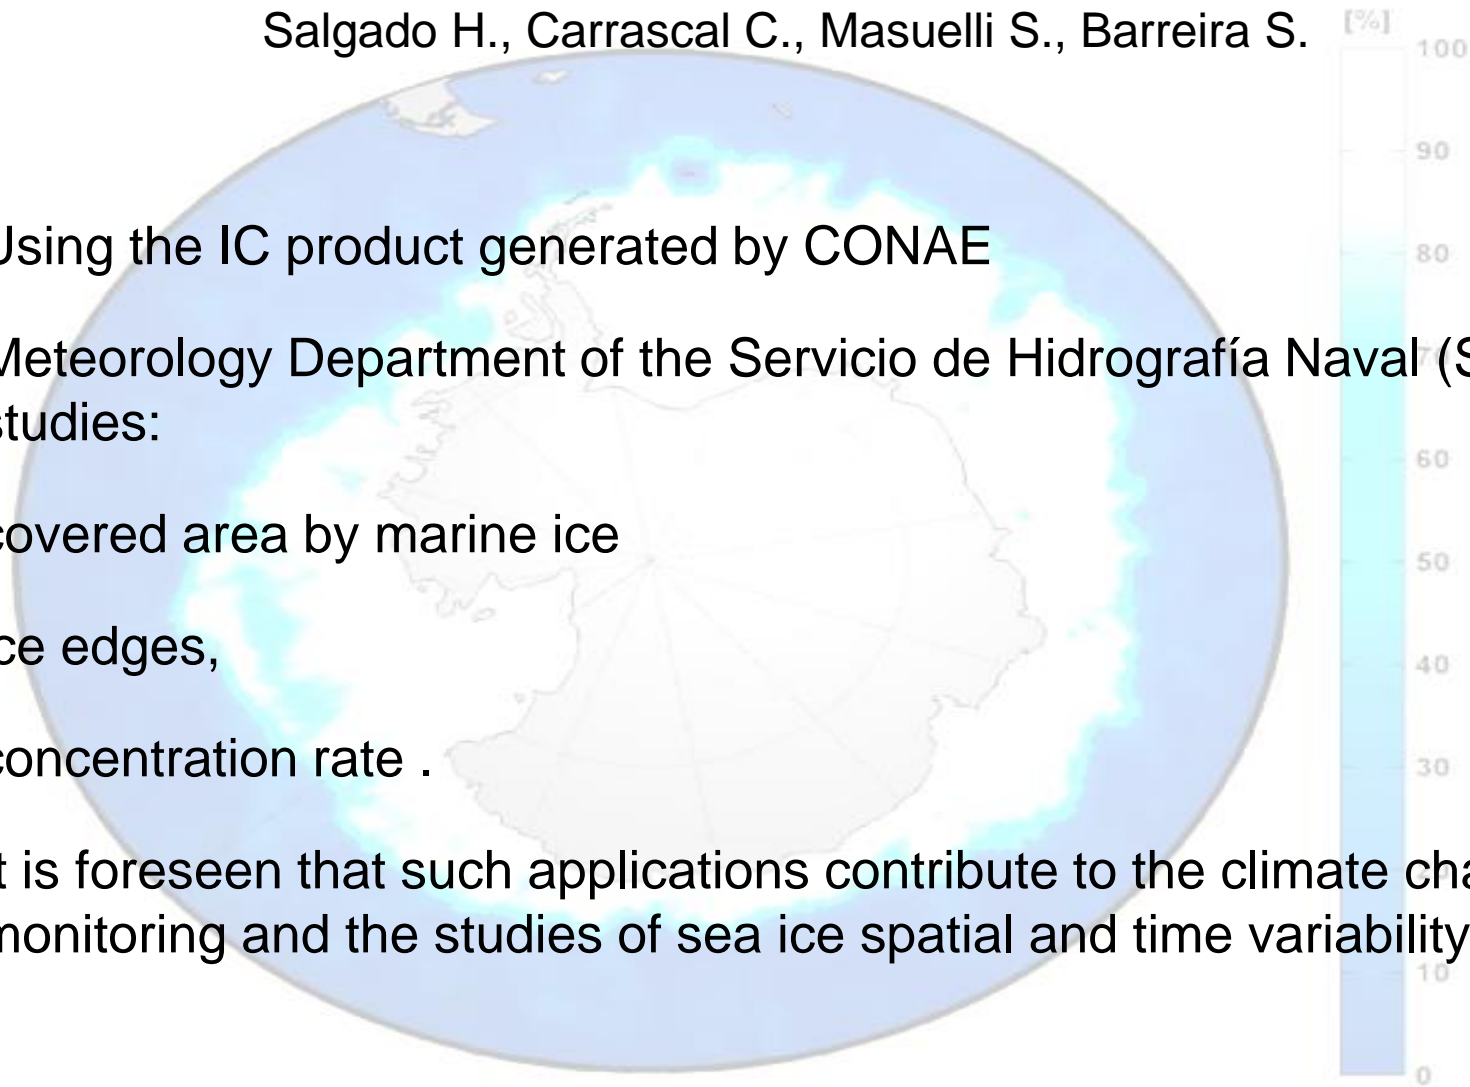 Salgado H., Carrascal C., Masuelli S., Barreira S.
[%]
100
90
Using the IC product generated by CONAE
80
Meteorology Department of the Servicio de Hidrografía Naval (S
studies:
60
covered area by marine ice
50
ce edges,
40
concentration rate .
30
t is foreseen that such applications contribute to the climate cha
monitoring and the studies of sea ice spatial and time variability
10
0